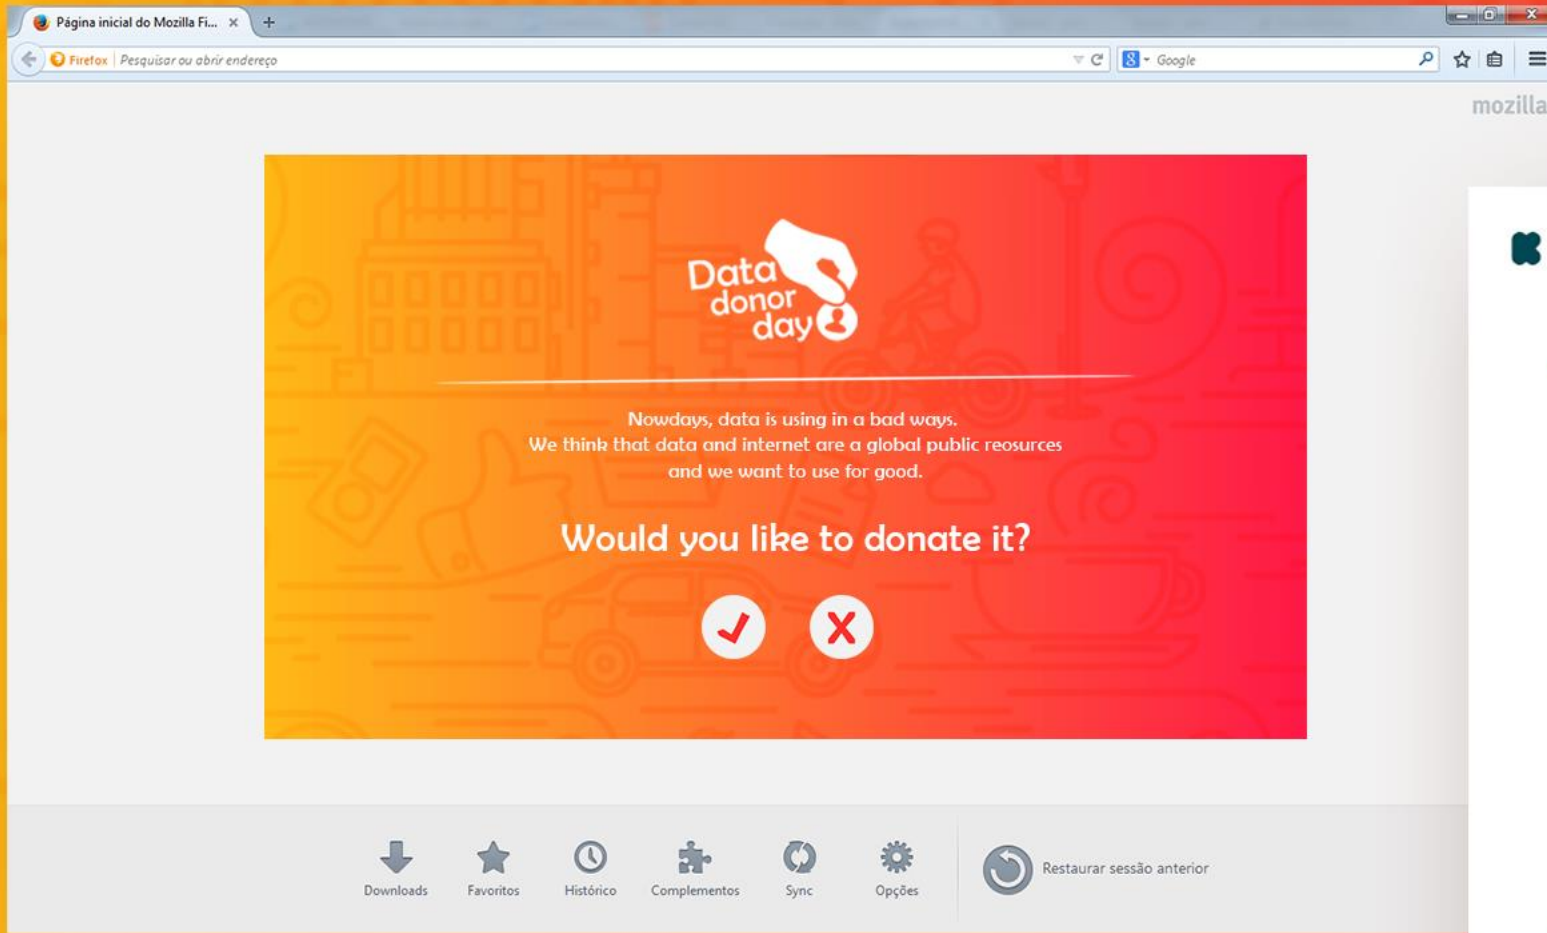 Página inicial do Mozilla Fi...
Firefox
Pesquisar ou abrir endereço
Google
mozilla
Data
donor
day
Nowdays, data is using in a bad ways.
We think that data and internet are a global public reosurces
and we want to use for good.
Would you like to donate it?
Downloads
Favoritos
Histórico
Complementos
Sync
Opções
Restaurar sessão anterior